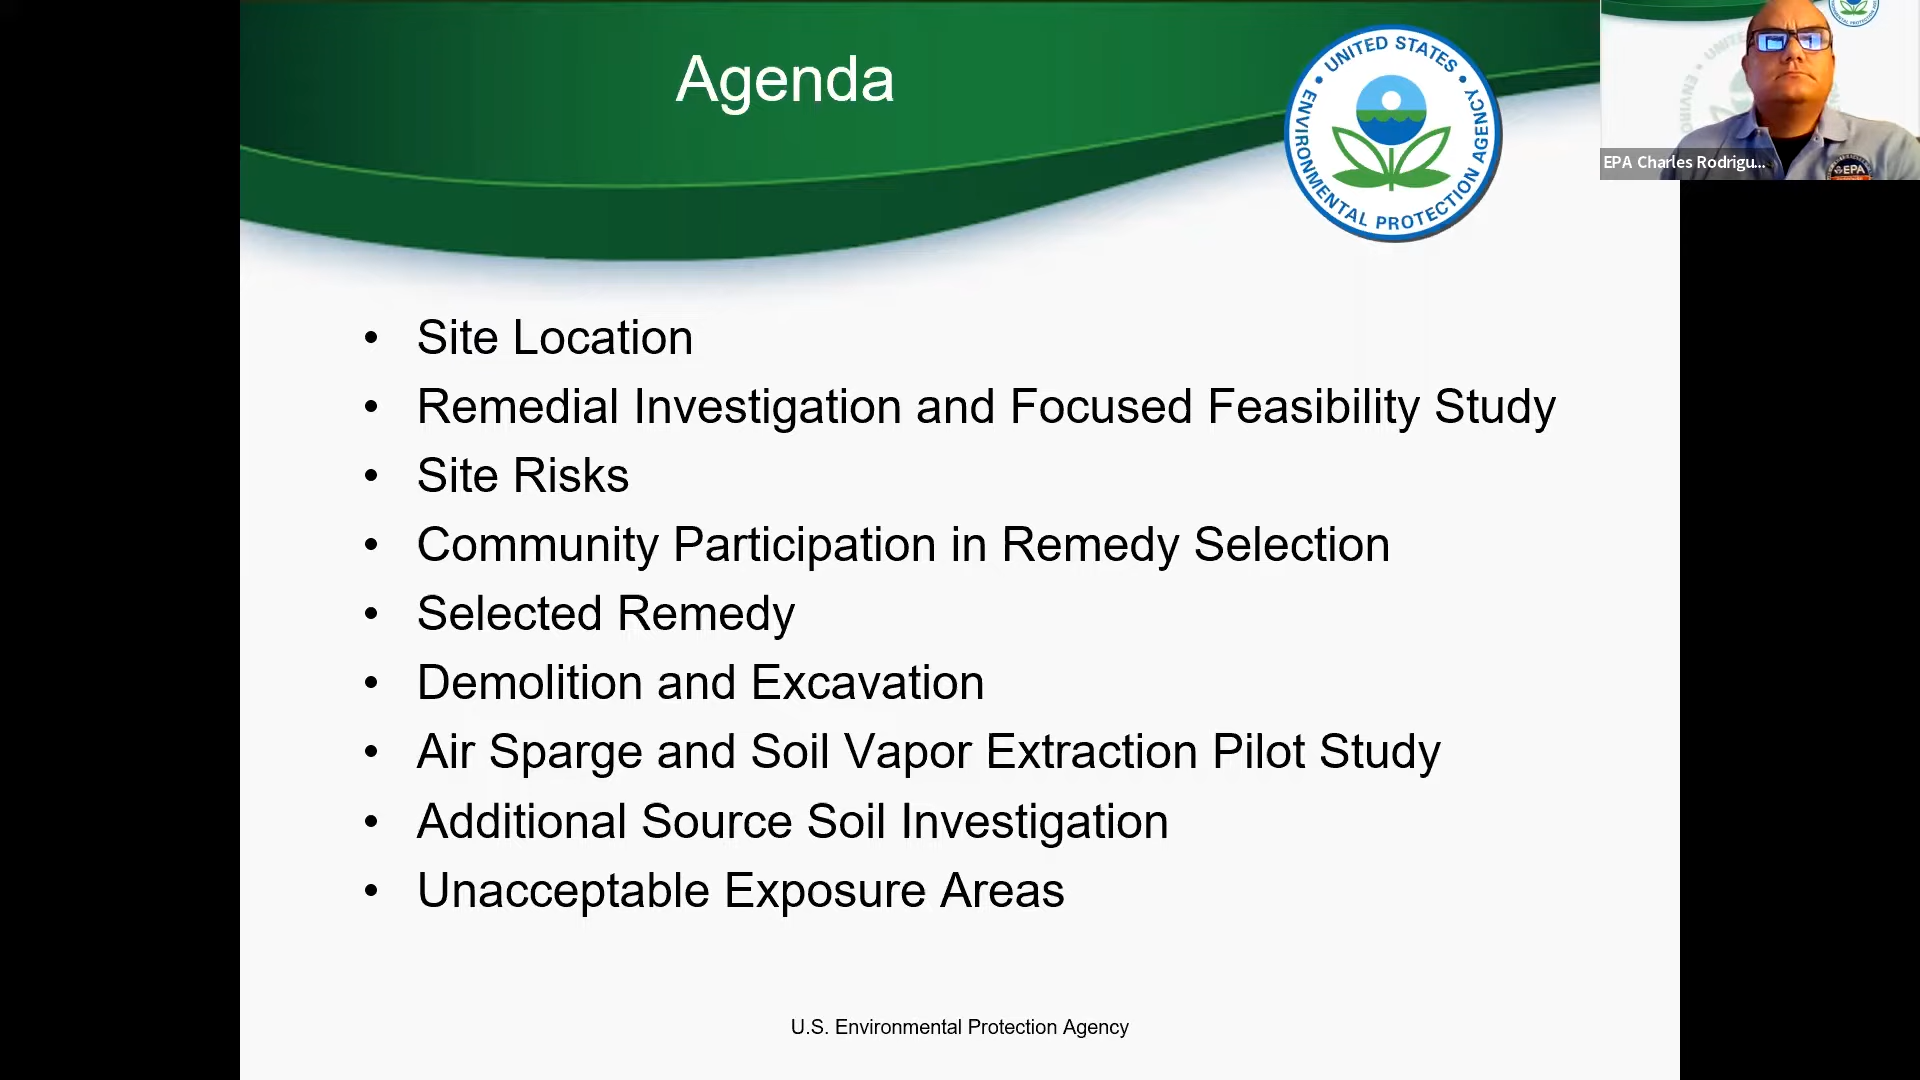 Agenda
UNITED STATES
ENVIRONMENTAL PROTECTION AGENCY
EPA Charles Rodrigu...
EPA
• Site Location
• Remedial Investigation and Focused Feasibility Study
• Site Risks
• Community Participation in Remedy Selection
• Selected Remedy
• Demolition and Excavation
• Air Sparge and Soil Vapor Extraction Pilot Study
• Additional Source Soil Investigation
• Unacceptable Exposure Areas
U.S. Environmental Protection Agency